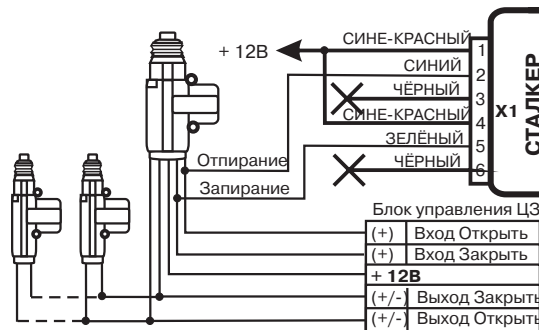 СИНЕ-КРАСНЫЙ
+ 12В
1
СИНИЙ
2
ЧЁРНЫЙ
3
X1
СТАЛКЕР
СИНЕ-КРАСНЫЙ
4
ЗЕЛЁНЫЙ
5
ЧЁРНЫЙ
6
Отпирание
Запирание
Блок управления ЦЗ
(+) Вход Открыть
(+) Вход Закрыть
+ 12В
(+/-) Выход Закрыть
(+/-) Выход Открыть